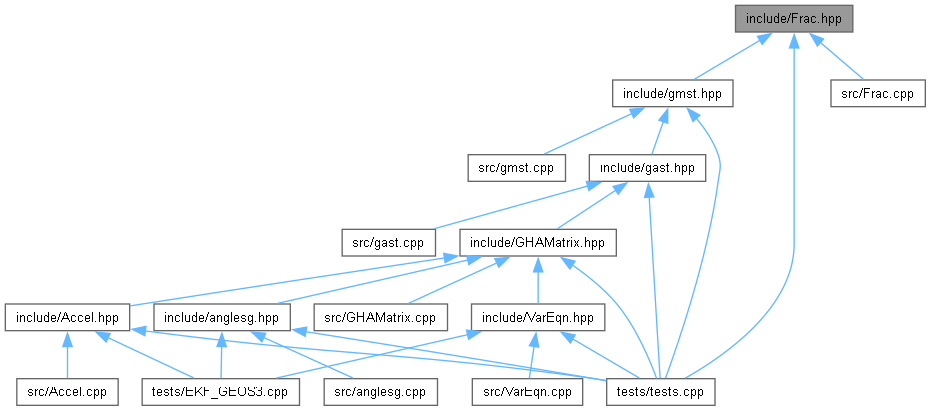 include/Frac.hpp
include/gmst.hpp
src/Frac.cpp
src/gmst.cpp
include/gast.hpp
src/gast.cpp
include/GHAMatrix.hpp
include/Accel.hpp
include/anglesg.hpp
src/GHAMatrix.cpp
include/VarEqn.hpp
src/Accel.cpp
tests/EKF_GEOS3.cpp
src/anglesg.cpp
src/VarEqn.cpp
tests/tests.cpp